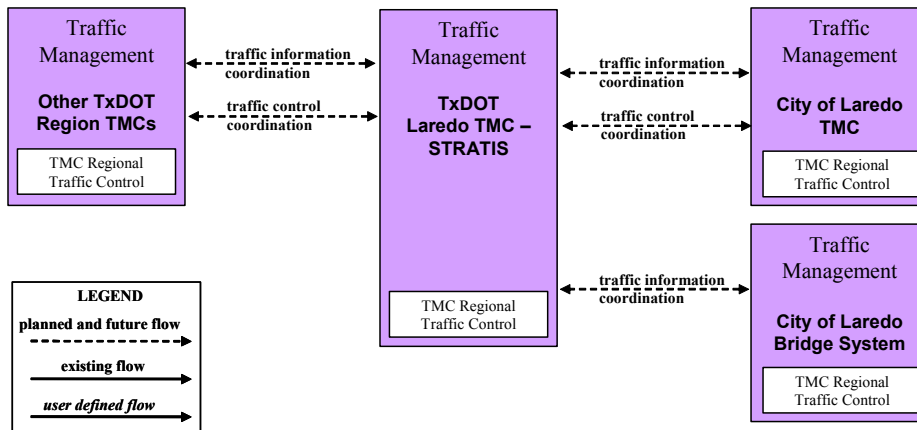 Traffic
Management
Other TxDOT
Region TMCs
TMC Regional
Traffic Control
traffic information
coordination
traffic control
coordination
Traffic
Management
TxDOT
Laredo TMC –
STRATIS
TMC Regional
Traffic Control
traffic information
coordination
traffic control
coordination
Traffic
Management
City of Laredo
TMC
TMC Regional
Traffic Control
traffic information
coordination
Traffic
Management
City of Laredo
Bridge System
TMC Regional
Traffic Control
LEGEND
planned and future flow
existing flow
user defined flow